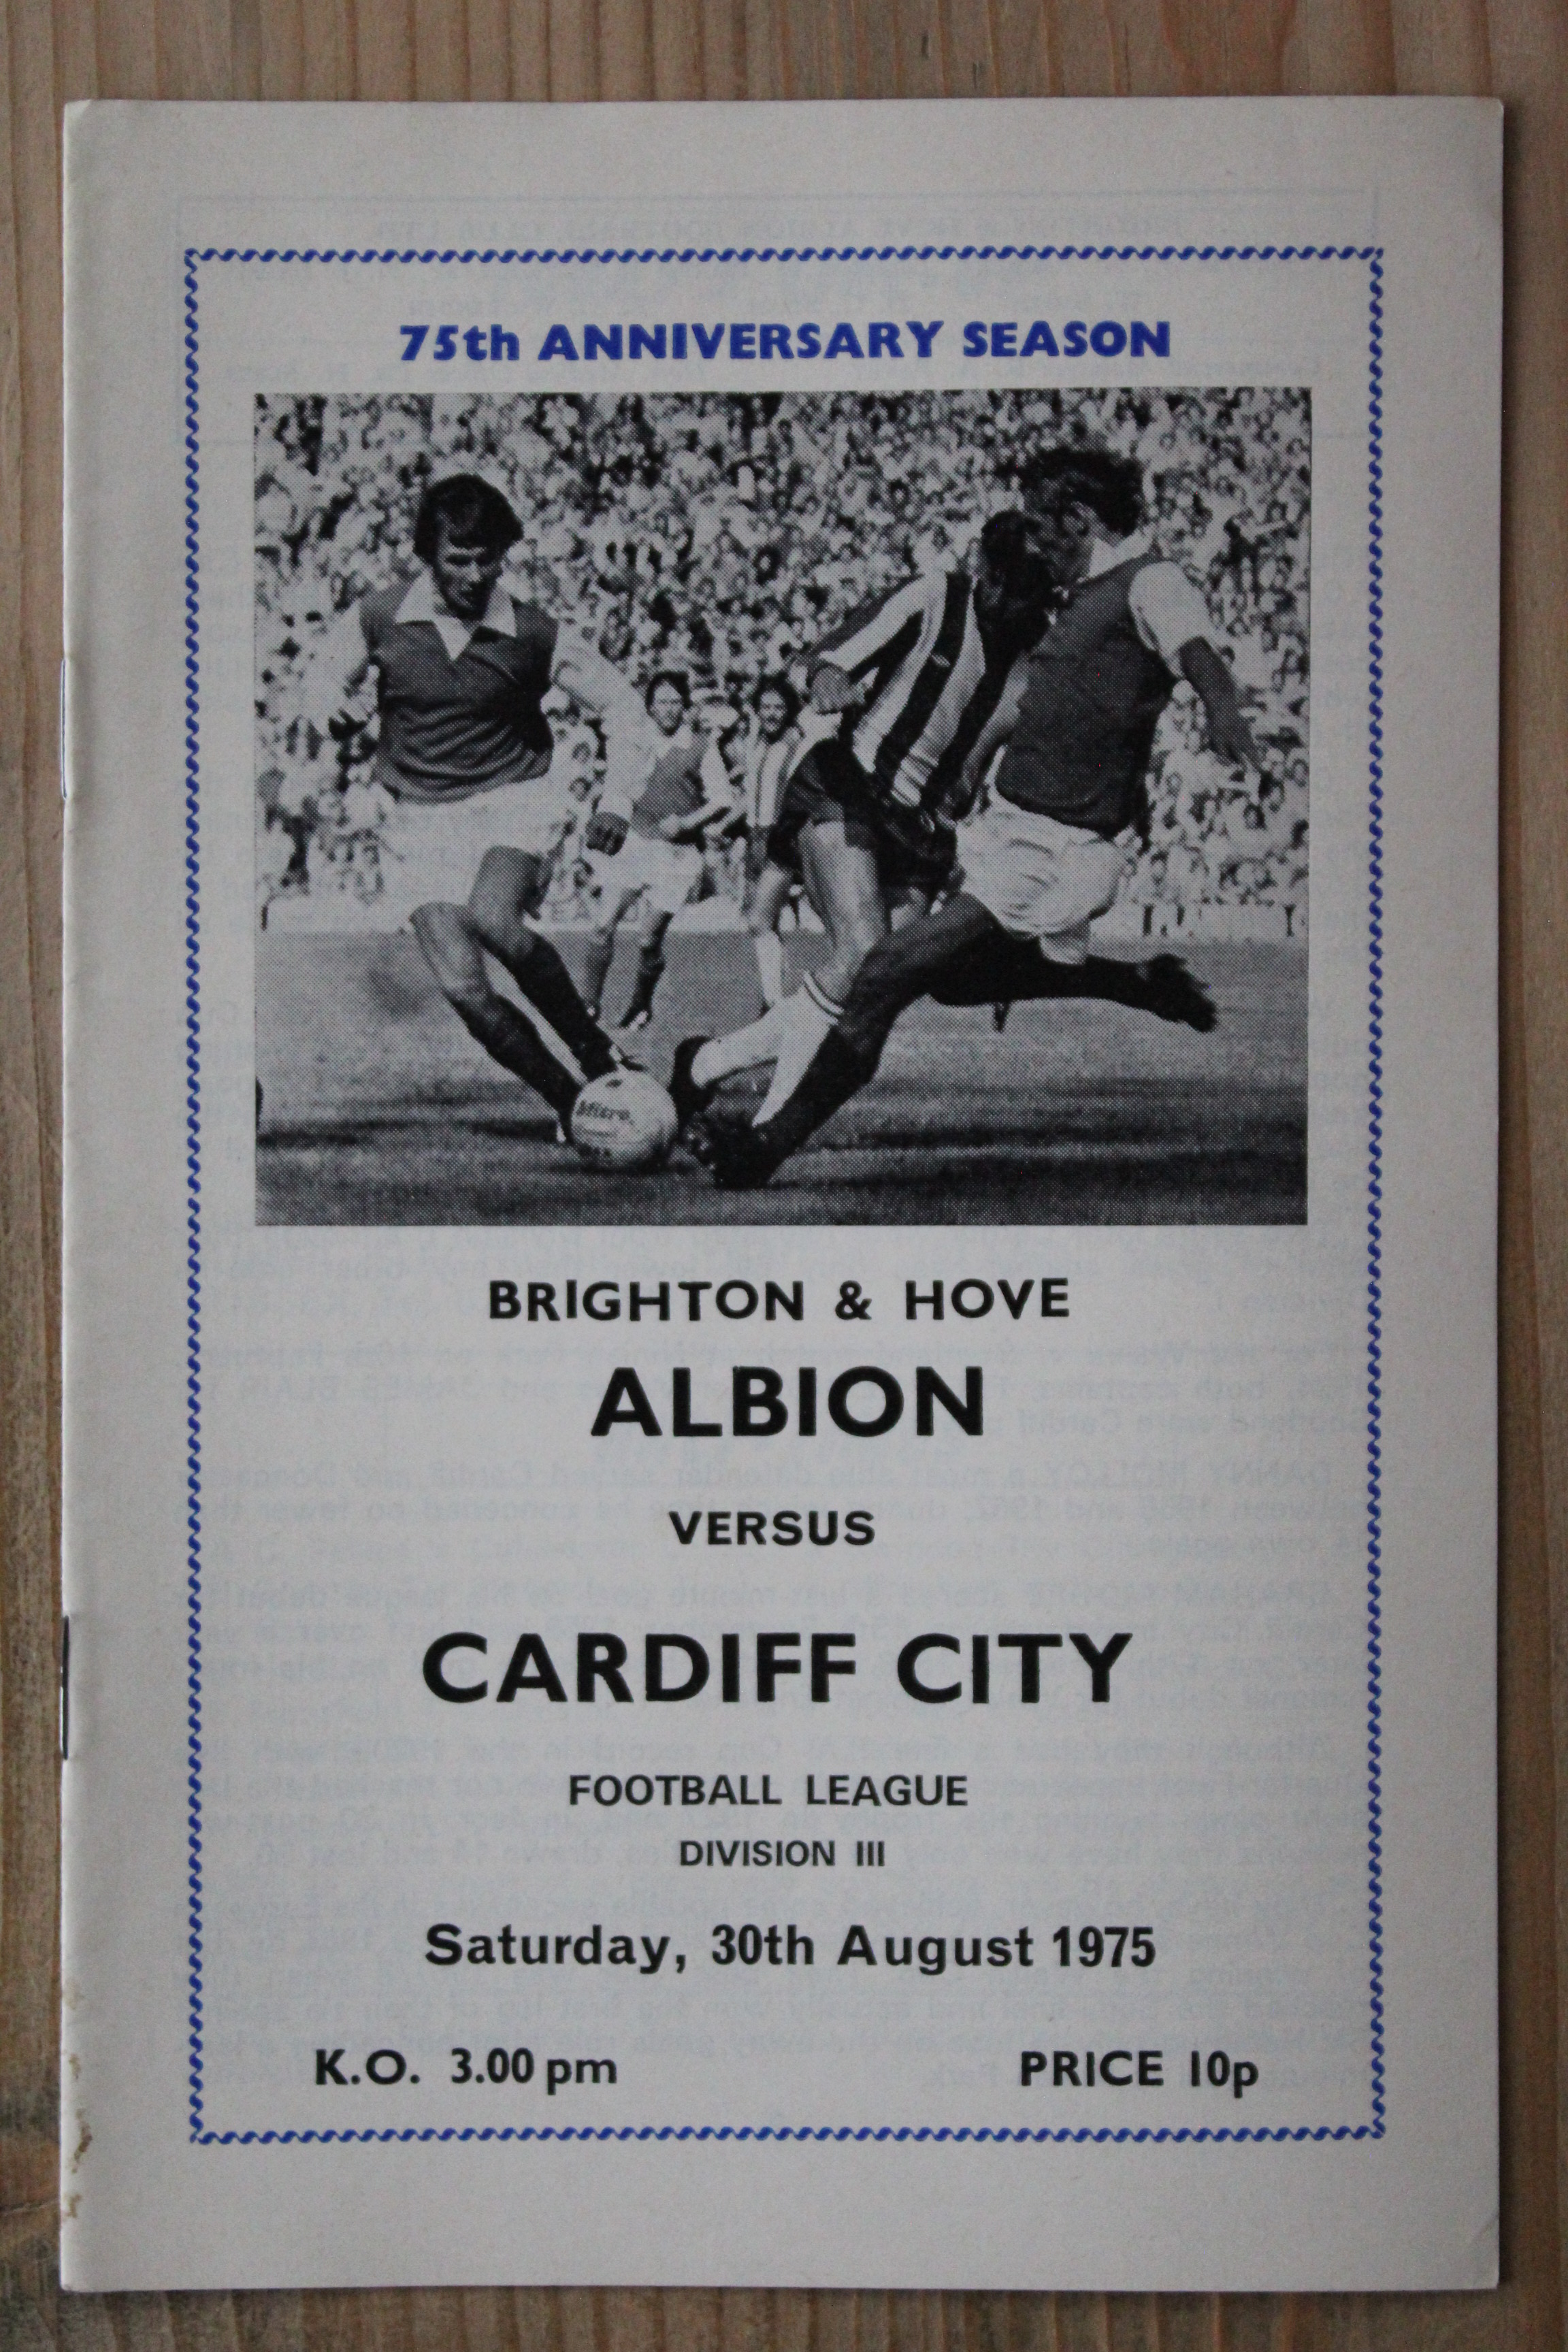 75th ANNIVERSARY SEASON
Mitre
BRIGHTON & HOVE
ALBION
VERSUS
CARDIFF CITY
FOOTBALL LEAGUE
DIVISION III
Saturday, 30th August 1975
K.O. 3.00 pm PRICE 10p